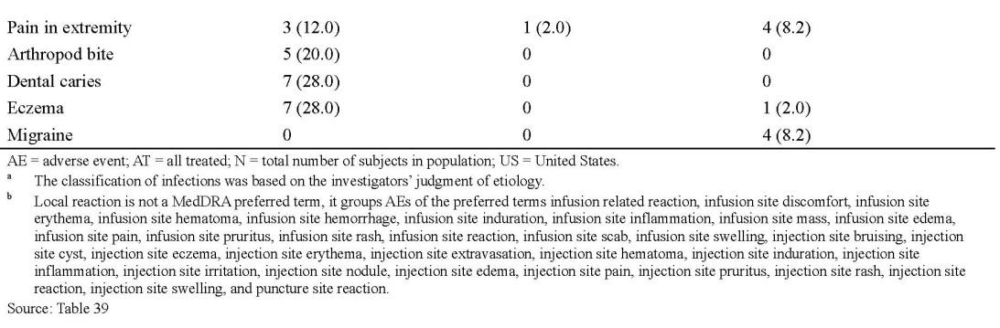 Pain in extremity 3 (12.0) 1 (2.0) 4 (8.2)
Arthropod bite 5 (20.0) 0 0
Dental caries 7 (28.0) 0 0
Eczema 7 (28.0) 0 1 (2.0)
Migraine 0 0 4 (8.2)
AE = adverse event; AT = all treated; N = total number of subjects in population; US = United States.
a The classification of infections was based on the investigators’ judgment of etiology.
b Local reaction is not a MedDRA preferred term, it groups AEs of the preferred terms infusion related reaction, infusion site discomfort, infusion site
erythema, infusion site hematoma, infusion site hemorrhage, infusion site induration, infusion site inflammation, infusion site mass, infusion site edema,
infusion site pain, infusion site pruritus, infusion site rash, infusion site reaction, infusion site scab, infusion site swelling, injection site bruising, injection
site cyst, injection site eczema, injection site erythema, injection site extravasation, injection site hematoma, injection site induration, injection site
inflammation, injection site irritation, injection site nodule, injection site edema, injection site pain, injection site pruritus, injection site rash, injection site
reaction, injection site swelling, and puncture site reaction.
Source: Table 39